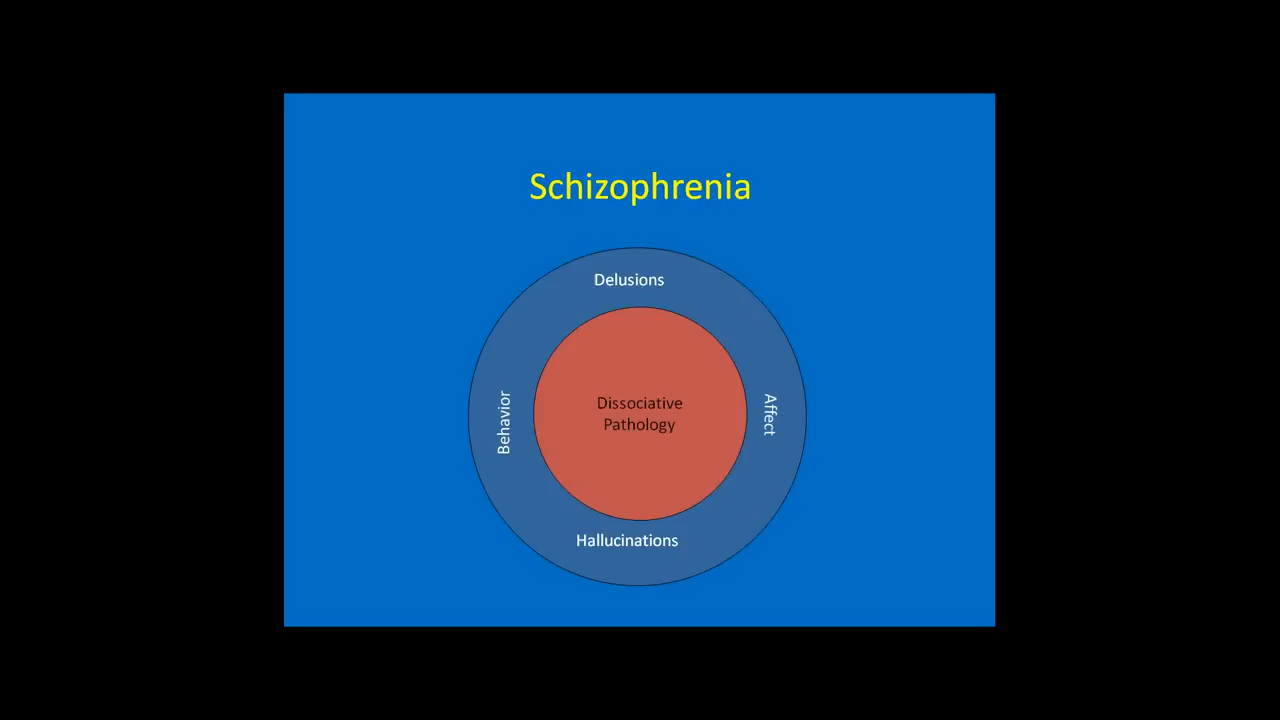 Schizophrenia
Delusions
Behavior
Dissociative
Pathology
Affect
Hallucinations